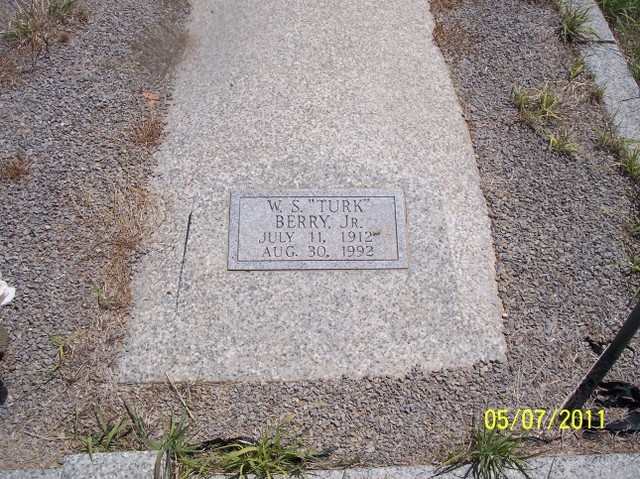 W. S. "TURK"
BERRY, JR.
JULY 11, 1912
AUG. 30, 1992
05/07/2011